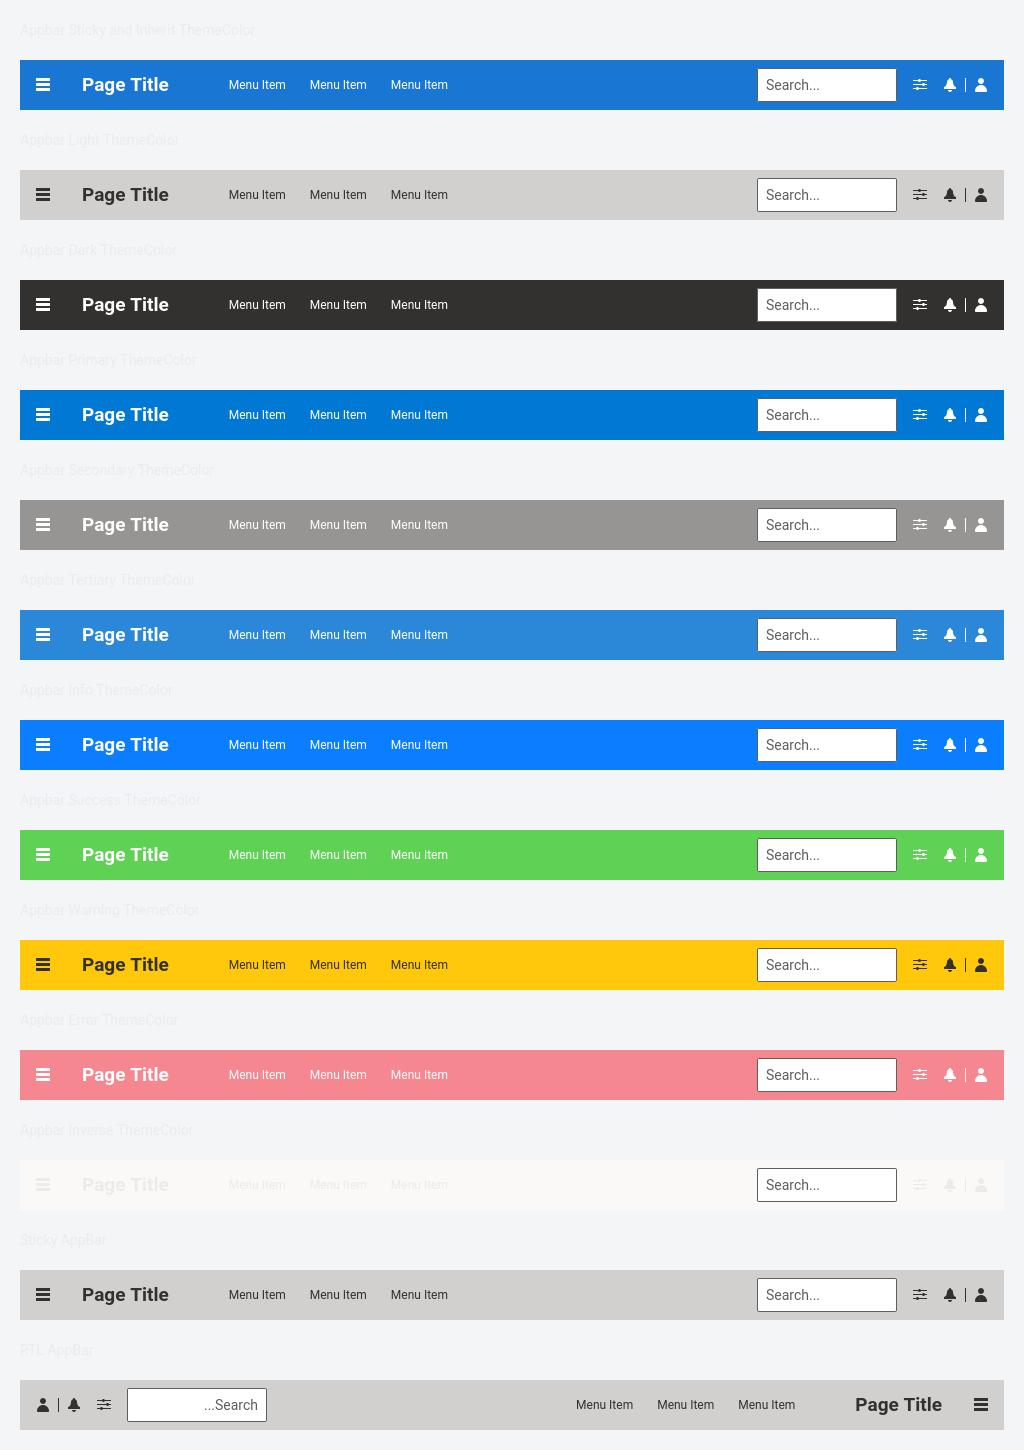 Appbar Sticky and Inherit ThemeColor
Page Title Menu Item Menu Item Menu Item Search...
Appbar Light ThemeColor
Page Title Menu Item Menu Item Menu Item Search...
Appbar Dark ThemeColor
Page Title Menu Item Menu Item Menu Item Search...
Appbar Primary ThemeColor
Page Title Menu Item Menu Item Menu Item Search...
Appbar Secondary ThemeColor
Page Title Menu Item Menu Item Menu Item Search...
Appbar Tertiary ThemeColor
Page Title Menu Item Menu Item Menu Item Search...
Appbar Info ThemeColor
Page Title Menu Item Menu Item Menu Item Search...
Appbar Success ThemeColor
Page Title Menu Item Menu Item Menu Item Search...
Appbar Warning ThemeColor
Page Title Menu Item Menu Item Menu Item Search...
Appbar Error ThemeColor
Page Title Menu Item Menu Item Menu Item Search...
Appbar Inverse ThemeColor
Page Title Menu Item Menu Item Menu Item Search...
Sticky AppBar
Page Title Menu Item Menu Item Menu Item Search...
RTL AppBar
...Search Menu Item Menu Item Menu Item Page Title